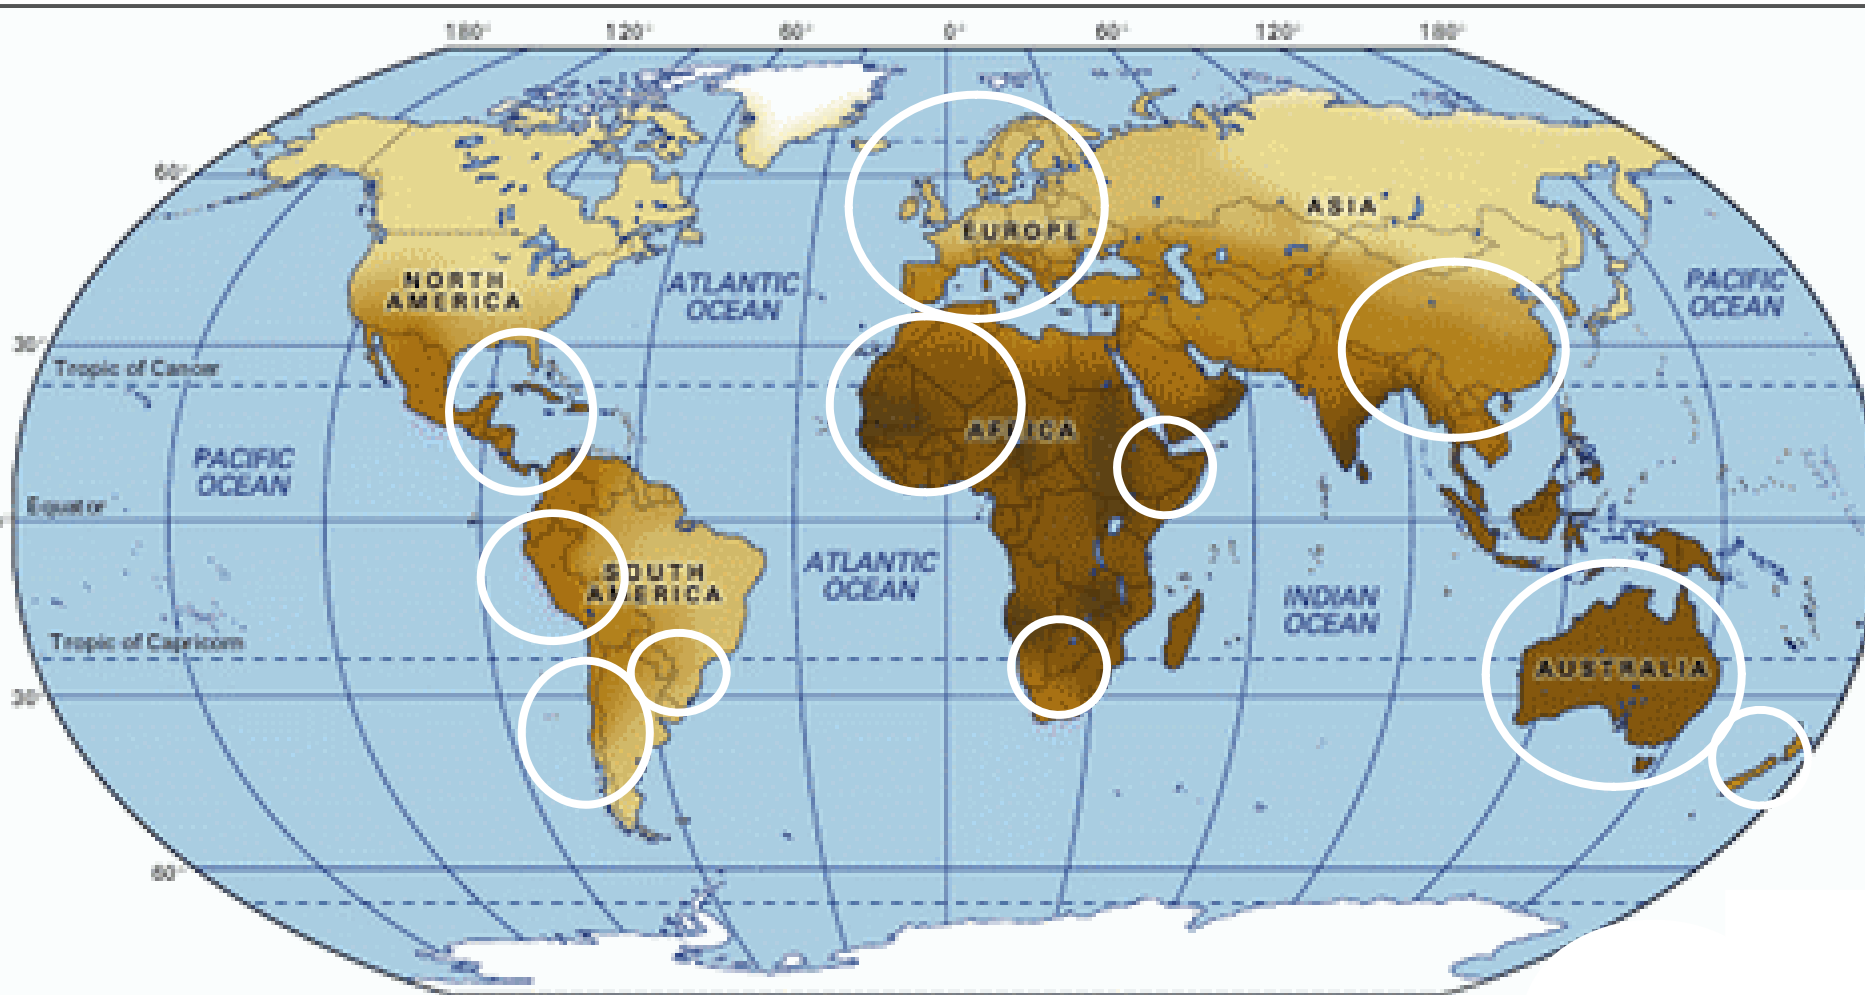 180° 120° 60° 0° 60° 120° 180°
60°
ASIA
EUROPE
NORTH
AMERICA
ATLANTIC
OCEAN
PACIFIC
OCEAN
30°
Tropic of Cancer
AFRICA
PACIFIC
OCEAN
Equator
SOUTH
AMERICA
ATLANTIC
OCEAN
INDIAN
OCEAN
Tropic of Capricorn
AUSTRALIA
30°
60°